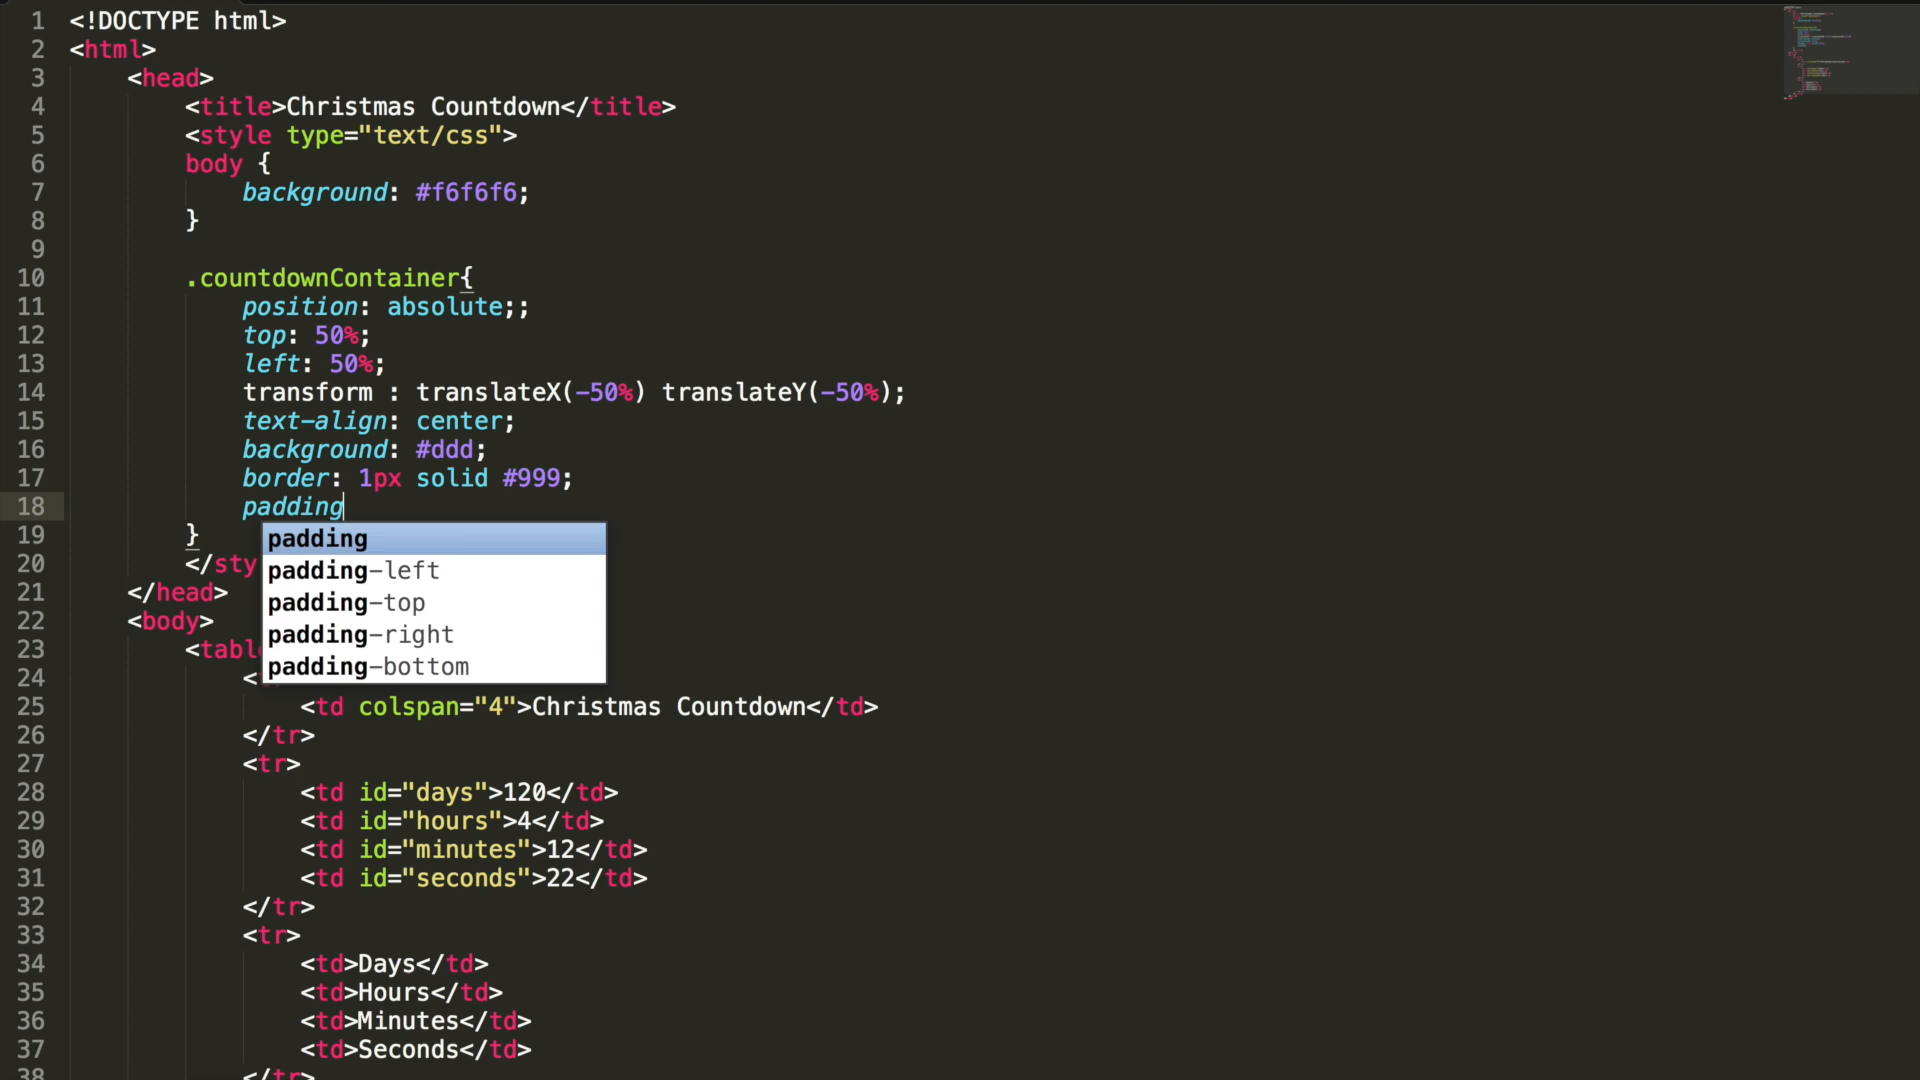 1 <!DOCTYPE html>
2 <html>
3 <head>
4 <title>Christmas Countdown</title>
5 <style type="text/css">
6 body {
7 background: #f6f6f6;
8 }
9
10 .countdownContainer{
11 position: absolute;;
12 top: 50%;
13 left: 50%;
14 transform : translateX(-50%) translateY(-50%);
15 text-align: center;
16 background: #ddd;
17 border: 1px solid #999;
18 padding
19 }
padding
20 </sty
padding-left
21 </head>
padding-top
22 <body>
padding-right
23 <tabl
padding-bottom
24 <
25 <td colspan="4">Christmas Countdown</td>
26 </tr>
27 <tr>
28 <td id="days">120</td>
29 <td id="hours">4</td>
30 <td id="minutes">12</td>
31 <td id="seconds">22</td>
32 </tr>
33 <tr>
34 <td>Days</td>
35 <td>Hours</td>
36 <td>Minutes</td>
37 <td>Seconds</td>
38 </tr>